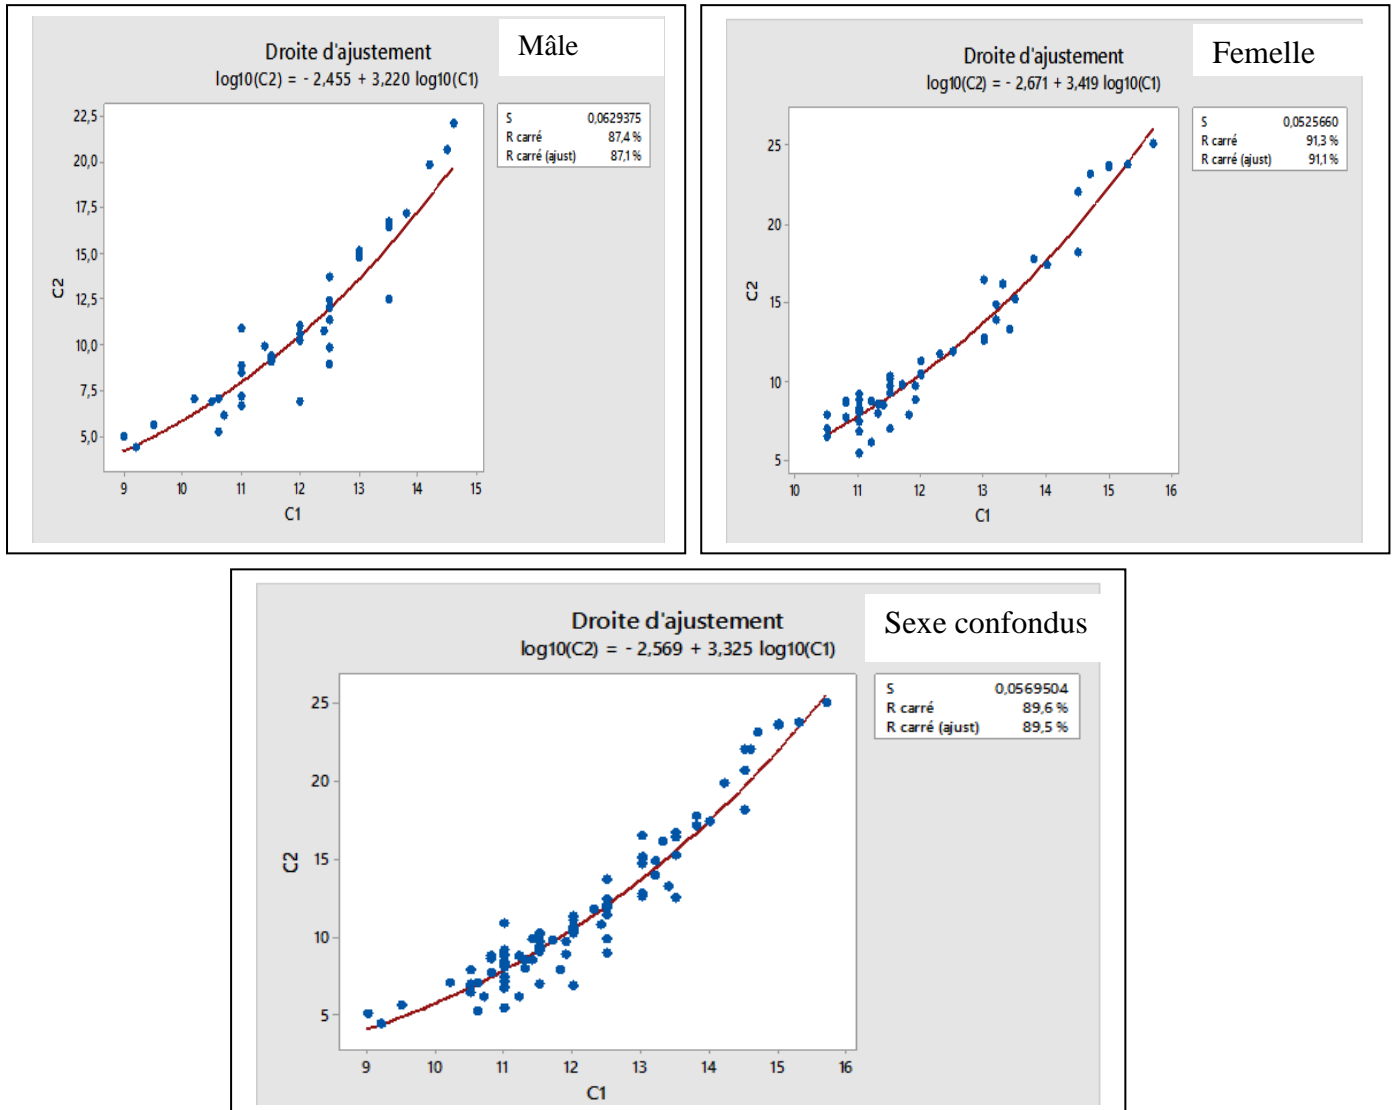 Mâle
Droite d'ajustement
log10(C2) = - 2,455 + 3,220 log10(C1)
S 0,0629375
R carré 87,4 %
R carré (ajust) 87,1 %
22,5
20,0
17,5
15,0
12,5
10,0
7,5
5,0
C2
9 10 11 12 13 14 15
C1
Femelle
Droite d'ajustement
log10(C2) = - 2,671 + 3,419 log10(C1)
S 0,0525660
R carré 91,3 %
R carré (ajust) 91,1 %
25
20
15
10
5
C2
10 11 12 13 14 15 16
C1
Sexe confondus
Droite d'ajustement
log10(C2) = - 2,569 + 3,325 log10(C1)
S 0,0569504
R carré 89,6 %
R carré (ajust) 89,5 %
25
20
15
10
5
C2
9 10 11 12 13 14 15 16
C1